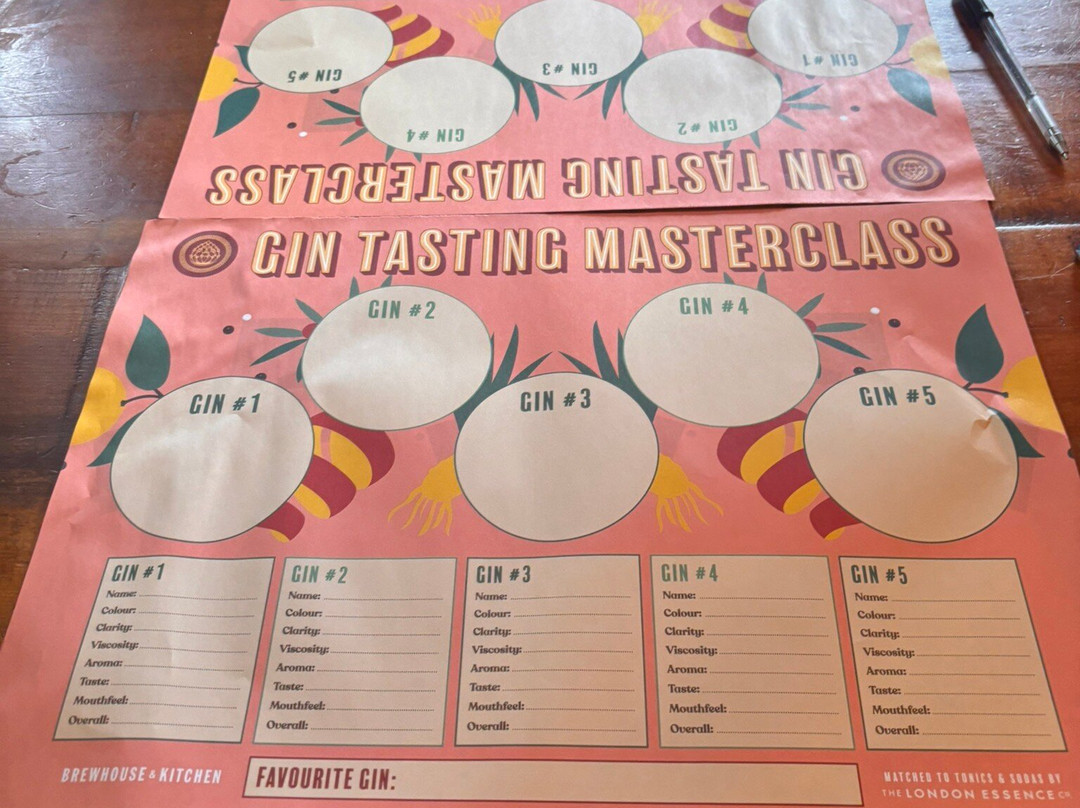 GIN #5
GIN #4
GIN #3
GIN #2
GIN #1
GIN TASTING MASTERCLASS
GIN TASTING MASTERCLASS
GIN #1
GIN #2
GIN #3
GIN #4
GIN #5
GIN #1
Name:
Colour:
Clarity:
Viscosity:
Aroma:
Taste:
Mouthfeel:
Overall:
GIN #2
Name:
Colour:
Clarity:
Viscosity:
Aroma:
Taste:
Mouthfeel:
Overall:
GIN #3
Name:
Colour:
Clarity:
Viscosity:
Aroma:
Taste:
Mouthfeel:
Overall:
GIN #4
Name:
Colour:
Clarity:
Viscosity:
Aroma:
Taste:
Mouthfeel:
Overall:
GIN #5
Name:
Colour:
Clarity:
Viscosity:
Aroma:
Taste:
Mouthfeel:
Overall:
BREWHOUSE & KITCHEN
FAVOURITE GIN:
MATCHED TO TONICS & SODAS BY
THE LONDON ESSENCE CO.